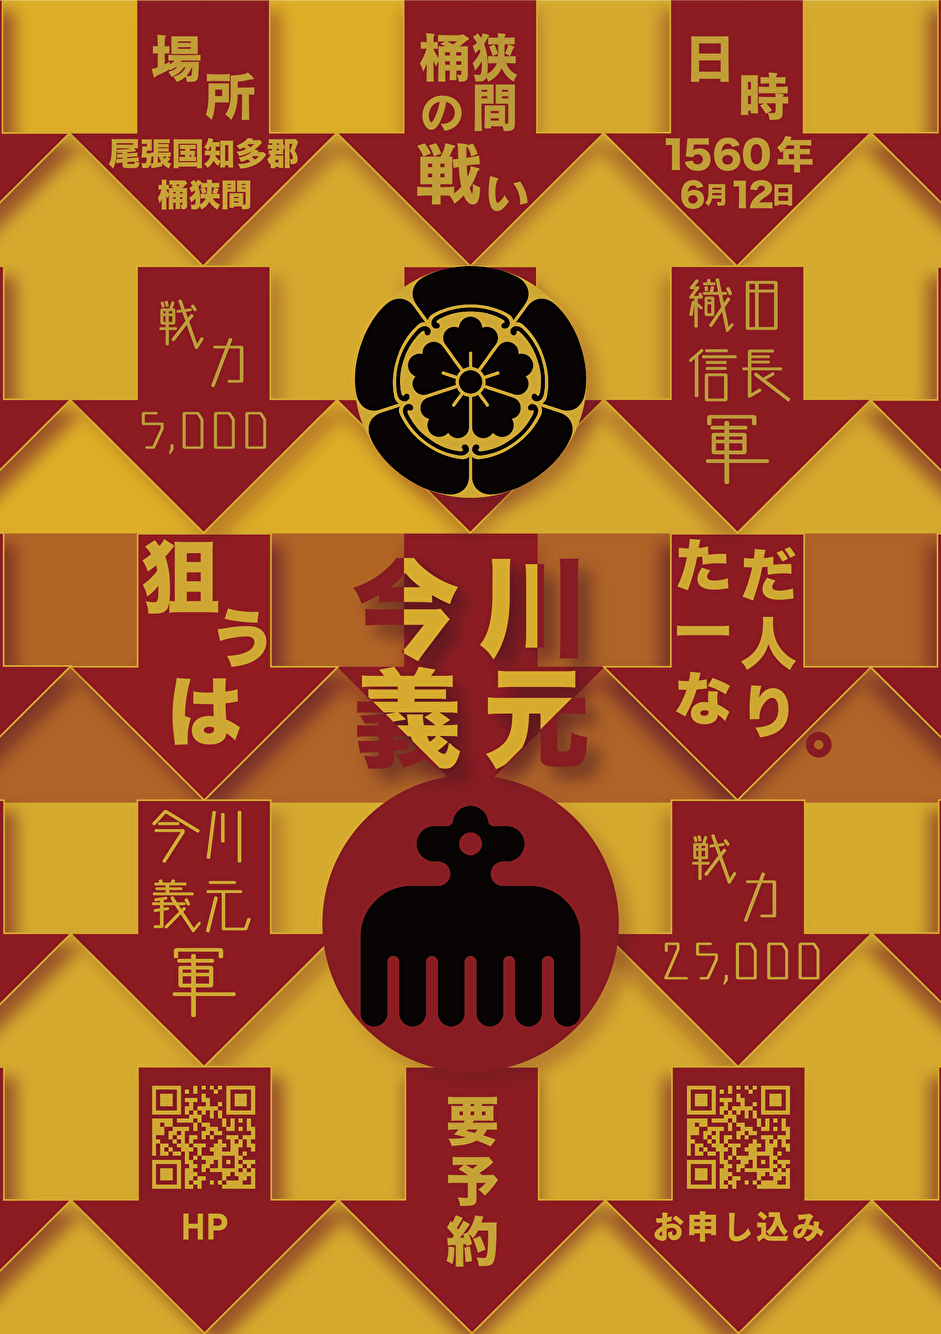 場所
尾張国知多郡
桶狭間
桶狭間
の
戦い
日時
1560年
6月12日
戦力
5,000
織田
信長
軍
狙うは
今川
義元
ただ
一人
なり。
今川
義元
軍
戦力
25,000
HP
要予約
お申し込み